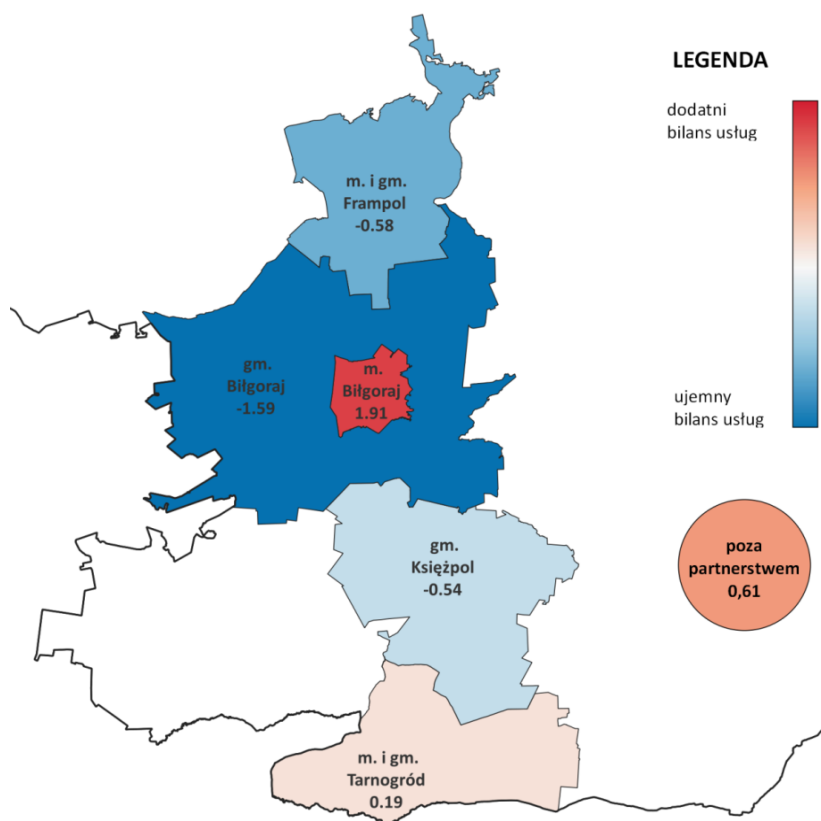 LEGENDA
dodatni
bilans usług
ujemny
bilans usług
m. i gm.
Frampol
-0.58
gm.
Biłgoraj
-1.59
m.
Biłgoraj
1.91
gm.
Księżpol
-0.54
poza
partnerstwem
0,61
m. i gm.
Tarnogród
0.19